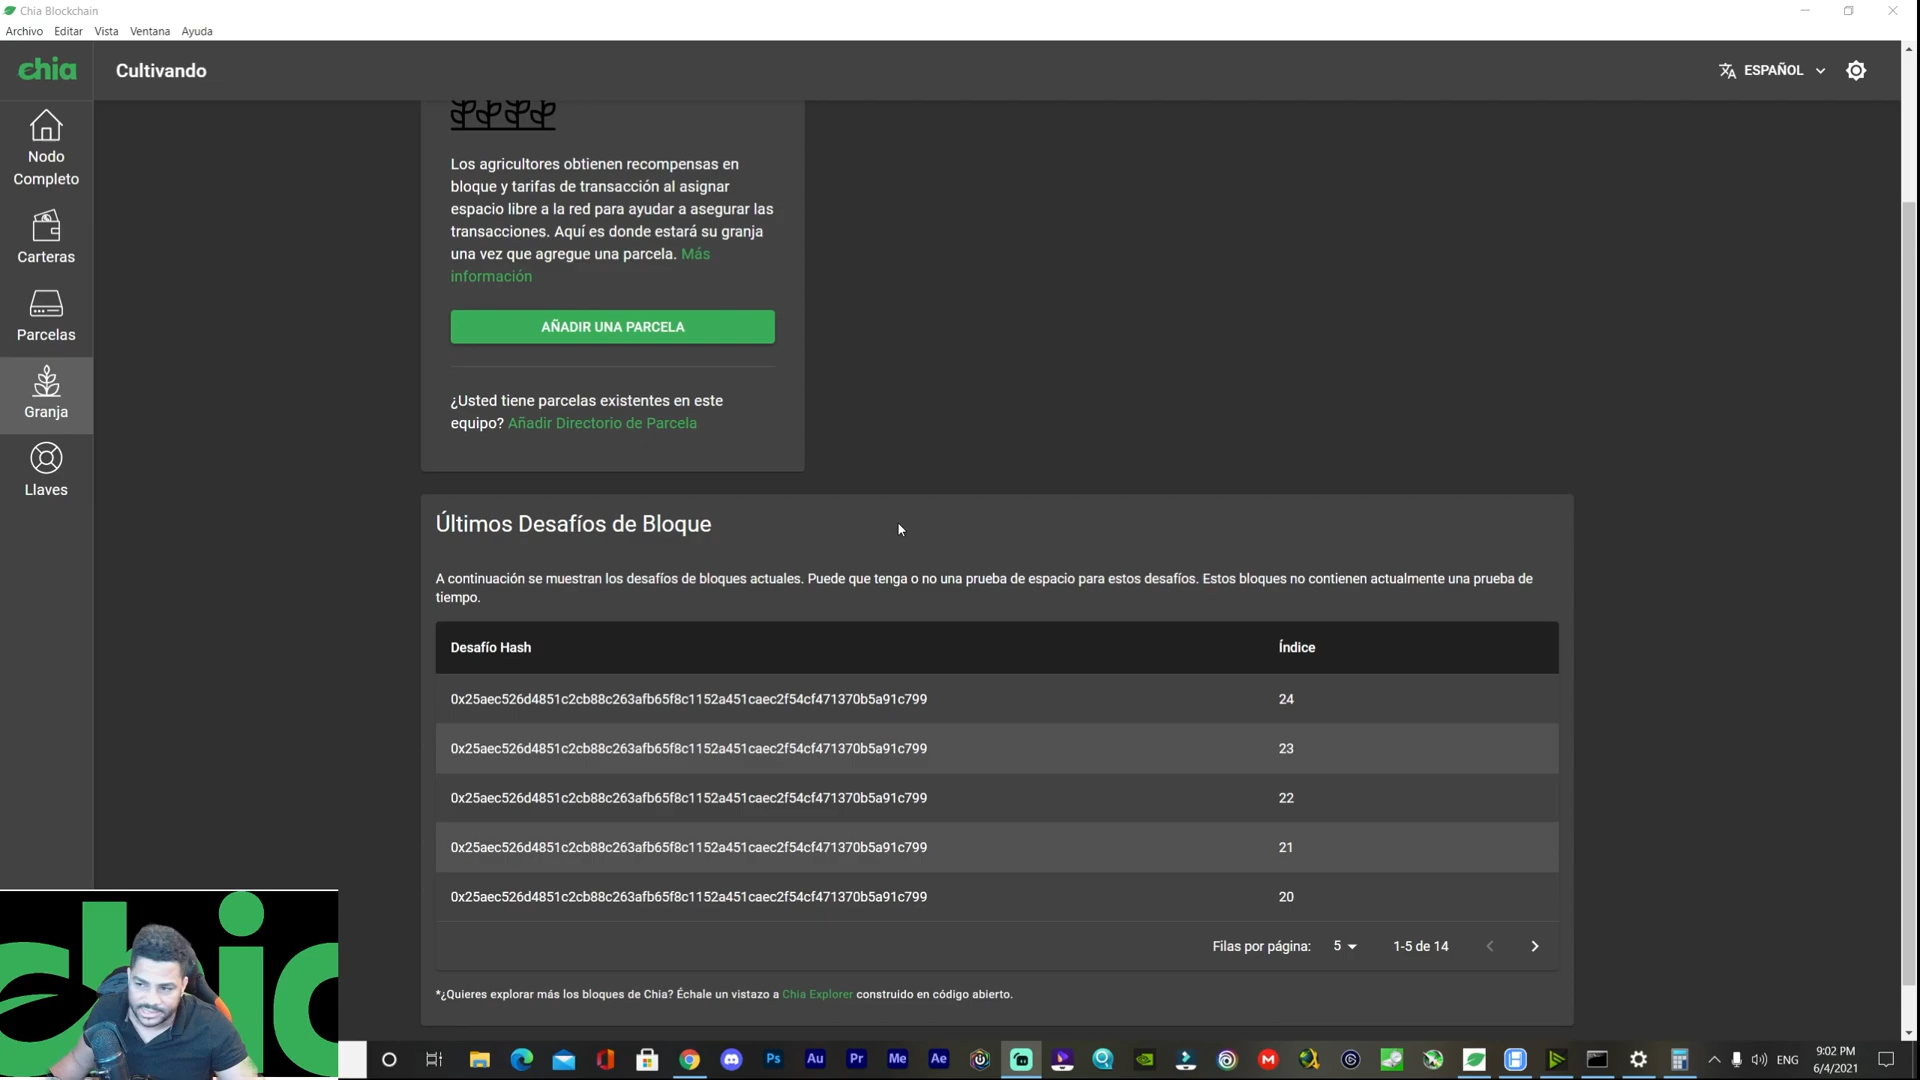 Chia Blockchain
Archivo Editar Vista Ventana Ayuda
chia
Cultivando
ESPAÑOL
Nodo
Completo
Carteras
Parcelas
Granja
Llaves
Los agricultores obtienen recompensas en
bloque y tarifas de transacción al asignar
espacio libre a la red para ayudar a asegurar las
transacciones. Aquí es donde estará su granja
una vez que agregue una parcela. Más
información
AÑADIR UNA PARCELA
¿Usted tiene parcelas existentes en este
equipo? Añadir Directorio de Parcela
Últimos Desafíos de Bloque
A continuación se muestran los desafíos de bloques actuales. Puede que tenga o no una prueba de espacio para estos desafíos. Estos bloques no contienen actualmente una prueba de
tiempo.
Desafío Hash Índice
0x25aec526d4851c2cb88c263afb65f8c1152a451caec2f54cf471370b5a91c799 24
0x25aec526d4851c2cb88c263afb65f8c1152a451caec2f54cf471370b5a91c799 23
0x25aec526d4851c2cb88c263afb65f8c1152a451caec2f54cf471370b5a91c799 22
0x25aec526d4851c2cb88c263afb65f8c1152a451caec2f54cf471370b5a91c799 21
0x25aec526d4851c2cb88c263afb65f8c1152a451caec2f54cf471370b5a91c799 20
Filas por página: 5 1-5 de 14
*¿Quieres explorar más los bloques de Chia? Échale un vistazo a Chia Explorer construido en código abierto.
chia
Ps Au Pr Me Ae
ENG
9:02 PM
6/4/2021